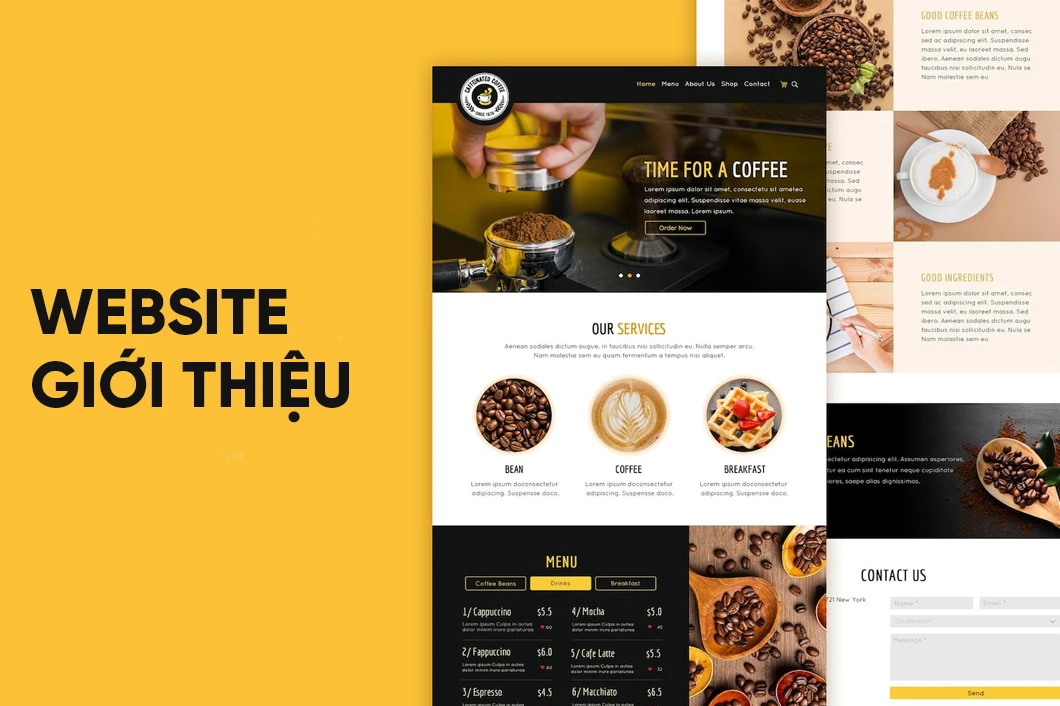 WEBSITE
GIỚI THIỆU
CAFFEINATED COFFEE
SINCE 1970
Home Menu About Us Shop Contact
TIME FOR A COFFEE
Lorem ipsum dolor sit amet, consectetu sit ametea
adipiscing elit. Suspendisse vitae massa velit, euase
laoreet massa. Lorem ipsum.
Order Now
OUR SERVICES
Aenean sodales dictum augue, in faucibus nisi sollicitudin eu. Nulla semper arcu.
Nam molestie sem eu quam fermentum a tempus nisi aliquet.
BEAN
Lorem ipsum doconsectetur
adipiscing. Suspensse doco.
COFFEE
Lorem ipsum doconsectetur
adipiscing. Suspensse doco.
BREAKFAST
Lorem ipsum doconsectetur
adipiscing. Suspensse doco.
MENU
Coffee Beans Drinks Breakfast
1/ Cappucino $5.5
Lorem ipsum Culpa in autea
dolor minim irure pariaturea 60
2/ Fappucino $6.0
Lorem ipsum Culpa in autea
dolor minim irure pariaturea 60
3/ Espresso $4.5
4/ Mocha $5.0
Lorem ipsum Culpa in autea
dolor minim irure pariaturea 45
5/ Cafe Latte $5.5
Lorem ipsum Culpa in autea
dolor minim irure pariaturea 32
6/ Macchiato $6.5
GOOD COFFEE BEANS
Lorem ipsum dolor sit amet, consec
sed ac adipiscing elit. Suspendisse
massa velit, eu laoreet massa. Sed
libero. Aenean sodales dictum augu
faucibus nisi sollicitudin eu. Nula se
Nam molestie sem eu
E
met, consec
uspendisse
massa. Sed
ictum augu
eu. Nula se
GOOD INGREDIENTS
Lorem ipsum dolor sit amet, consec
sed ac adipiscing elit. Suspendisse
massa velit, eu laoreet massa. Sed
libero. Aenean sodales dictum augu
faucibus nisi sollicitudin eu. Nula se
Nam molestie sem eu
EANS
ectetur adipisicing elit. Assumen asperiores,
tur ea cum sint tenetur neque cupiditate
ores, saepe alias dignissimos.
CONTACT US
721 New York
Name *
Email *
Cooperation
Message *
Send